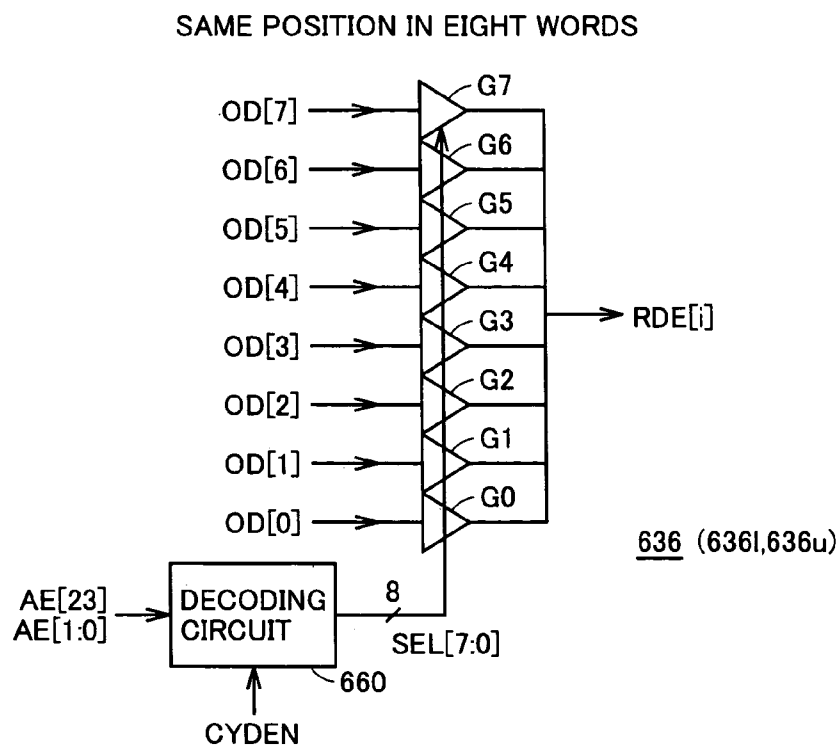 SAME POSITION IN EIGHT WORDS
G7
OD[7]
G6
OD[6]
G5
OD[5]
G4
OD[4]
RDE[i]
G3
OD[3]
G2
OD[2]
G1
OD[1]
G0
OD[0]
636 (636l,636u)
8
AE[23]
AE[1:0]
DECODING
CIRCUIT
SEL[7:0]
660
CYDEN